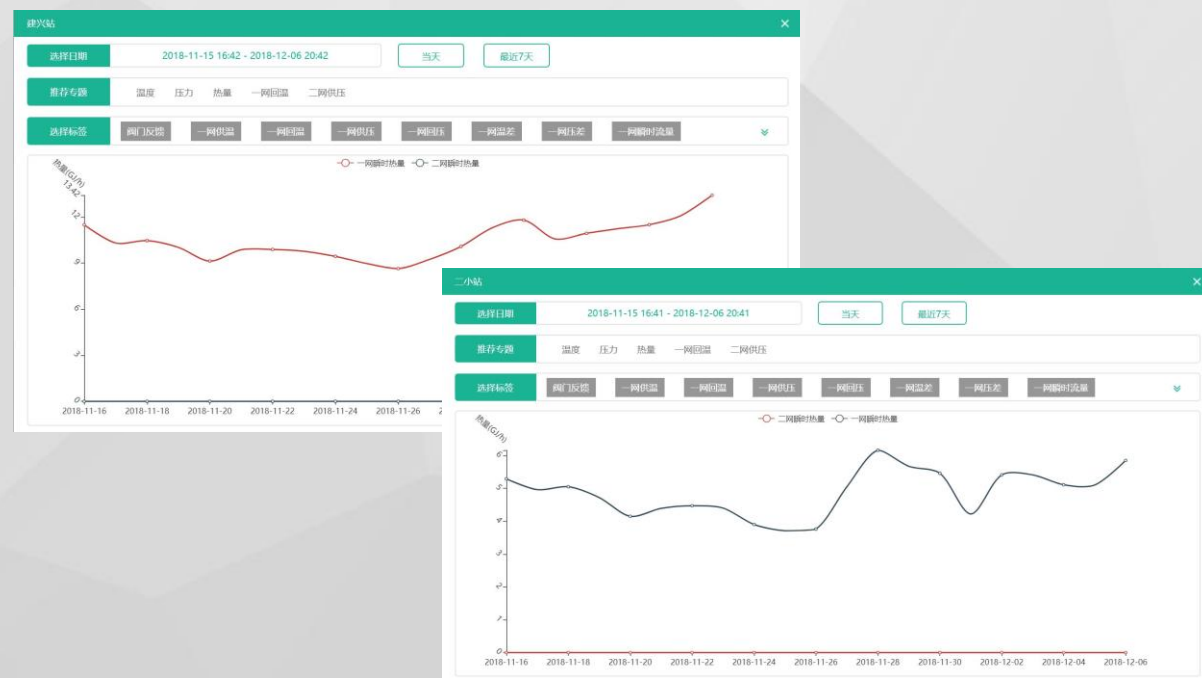 建兴站 ×
选择日期 2018-11-15 16:42 - 2018-12-06 20:42 当天 最近7天
推荐专题 温度 压力 热量 一网回温 二网供压
选择标签 阀门反馈 一网供温 一网回温 一网供压 一网回压 一网温差 一网压差 一网瞬时流量
一网瞬时热量 二网瞬时热量
热量(GJ/h)
13.42
12
9
6
3
0
2018-11-16 2018-11-18 2018-11-20 2018-11-22 2018-11-24 2018-11-26 2
二小站 ×
选择日期 2018-11-15 16:41 - 2018-12-06 20:41 当天 最近7天
推荐专题 温度 压力 热量 一网回温 二网供压
选择标签 阀门反馈 一网供温 一网回温 一网供压 一网回压 一网温差 一网压差 一网瞬时流量
二网瞬时热量 一网瞬时热量
热量(GJ/h)
6
5
4
3
2
1
0
2018-11-16 2018-11-18 2018-11-20 2018-11-22 2018-11-24 2018-11-26 2018-11-28 2018-11-30 2018-12-02 2018-12-04 2018-12-06